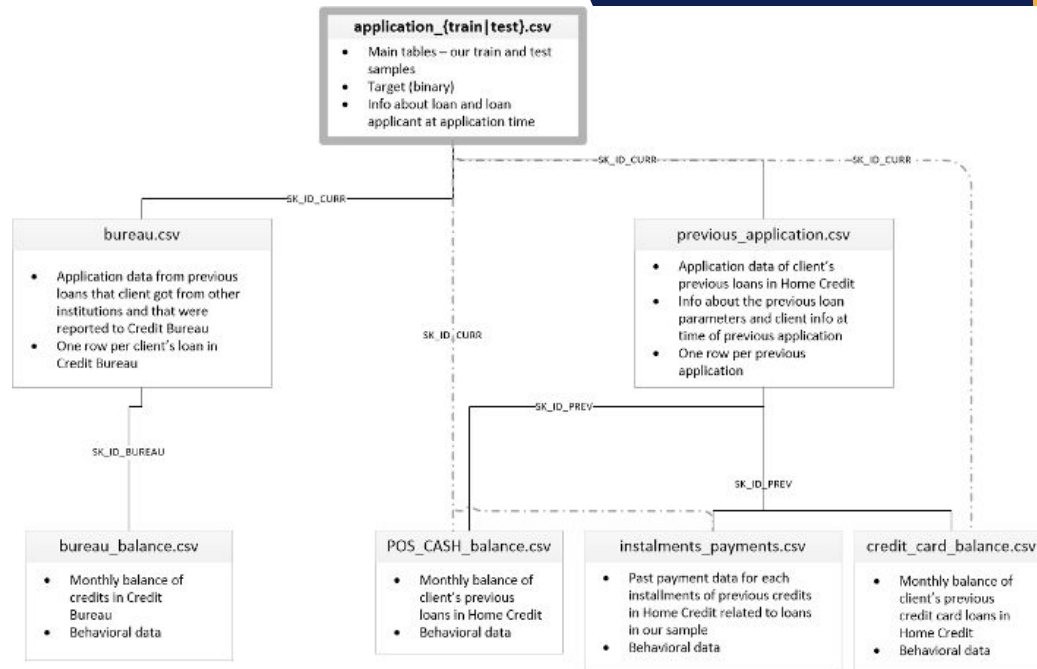 application_{train|test}.csv
• Main tables – our train and test
samples
• Target (binary)
• Info about loan and loan
applicant at application time
SK_ID_CURR
SK_ID_CURR
SK_ID_CURR
bureau.csv
• Application data from previous
loans that client got from other
institutions and that were
reported to Credit Bureau
• One row per client's loan in
Credit Bureau
SK_ID_CURR
previous_application.csv
• Application data of client's
previous loans in Home Credit
• Info about the previous loan
parameters and client info at
time of previous application
• One row per previous
application
SK_ID_PREV
SK_ID_BUREAU
SK_ID_PREV
bureau_balance.csv
• Monthly balance of
credits in Credit
Bureau
• Behavioral data
POS_CASH_balance.csv
• Monthly balance of
client's previous
loans in Home Credit
• Behavioral data
instalments_payments.csv
• Past payment data for each
installments of previous credits
in Home Credit related to loans
in our sample
• Behavioral data
credit_card_balance.csv
• Monthly balance of
client's previous
credit card loans in
Home Credit
• Behavioral data